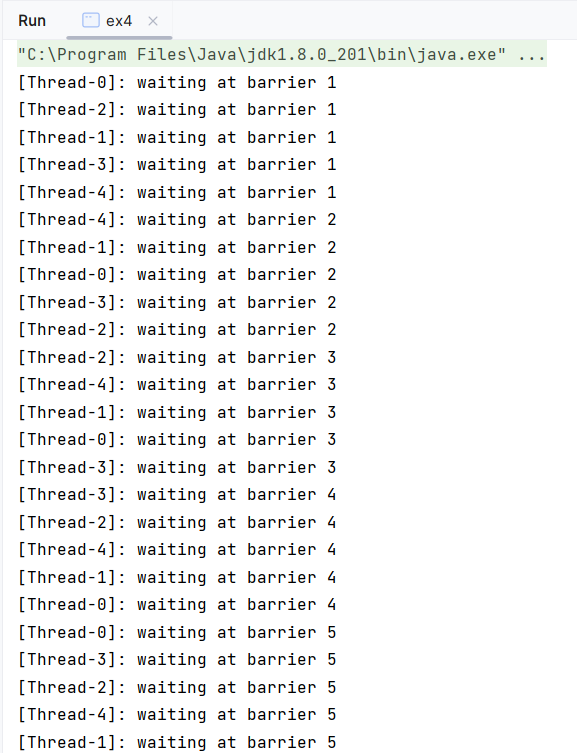 Run ex4
"C:\Program Files\Java\jdk1.8.0_201\bin\java.exe" ...
[Thread-0]: waiting at barrier 1
[Thread-2]: waiting at barrier 1
[Thread-1]: waiting at barrier 1
[Thread-3]: waiting at barrier 1
[Thread-4]: waiting at barrier 1
[Thread-4]: waiting at barrier 2
[Thread-1]: waiting at barrier 2
[Thread-0]: waiting at barrier 2
[Thread-3]: waiting at barrier 2
[Thread-2]: waiting at barrier 2
[Thread-2]: waiting at barrier 3
[Thread-4]: waiting at barrier 3
[Thread-1]: waiting at barrier 3
[Thread-0]: waiting at barrier 3
[Thread-3]: waiting at barrier 3
[Thread-3]: waiting at barrier 4
[Thread-2]: waiting at barrier 4
[Thread-4]: waiting at barrier 4
[Thread-1]: waiting at barrier 4
[Thread-0]: waiting at barrier 4
[Thread-0]: waiting at barrier 5
[Thread-3]: waiting at barrier 5
[Thread-2]: waiting at barrier 5
[Thread-4]: waiting at barrier 5
[Thread-1]: waiting at barrier 5